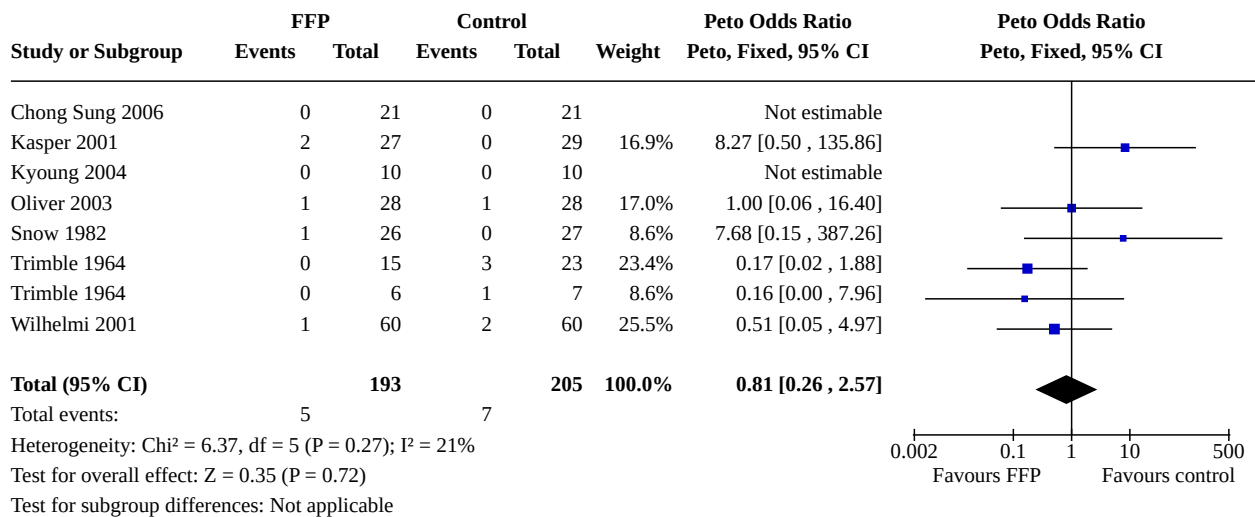 FFP Control Peto Odds Ratio Peto Odds Ratio
Study or Subgroup Events Total Events Total Weight Peto, Fixed, 95% CI Peto, Fixed, 95% CI
Chong Sung 2006 0 21 0 21 Not estimable
Kasper 2001 2 27 0 29 16.9% 8.27 [0.50 , 135.86]
Kyoung 2004 0 10 0 10 Not estimable
Oliver 2003 1 28 1 28 17.0% 1.00 [0.06 , 16.40]
Snow 1982 1 26 0 27 8.6% 7.68 [0.15 , 387.26]
Trimble 1964 0 15 3 23 23.4% 0.17 [0.02 , 1.88]
Trimble 1964 0 6 1 7 8.6% 0.16 [0.00 , 7.96]
Wilhelmi 2001 1 60 2 60 25.5% 0.51 [0.05 , 4.97]
Total (95% CI) 193 205 100.0% 0.81 [0.26 , 2.57]
Total events: 5 7
Heterogeneity: Chi² = 6.37, df = 5 (P = 0.27); I² = 21%
0.002 0.1 1 10 500
Test for overall effect: Z = 0.35 (P = 0.72)
Favours FFP Favours control
Test for subgroup differences: Not applicable